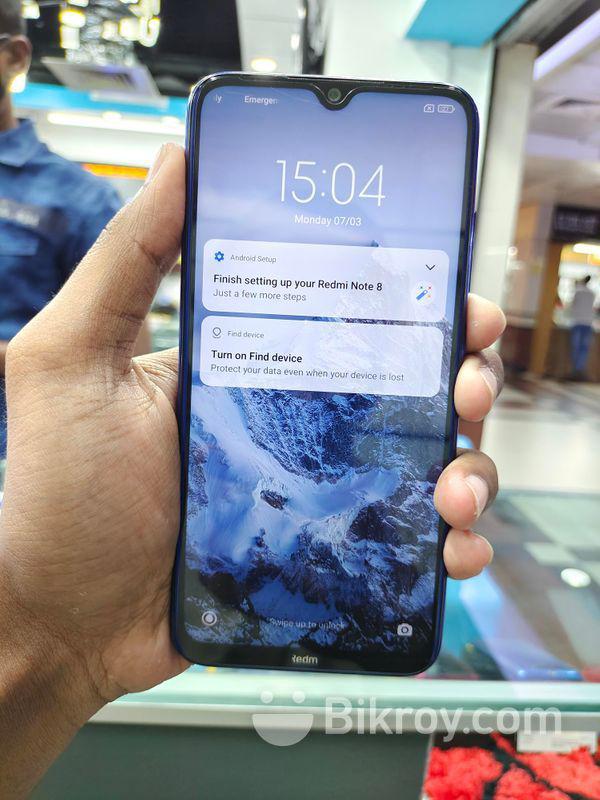 ly Emergen
15:04
Monday 07/03
Android Setup
Finish setting up your Redmi Note 8
Just a few more steps
Find device
Turn on Find device
Protect your data even when your device is lost
Swipe up to unlock
Redm
Bikroy.com